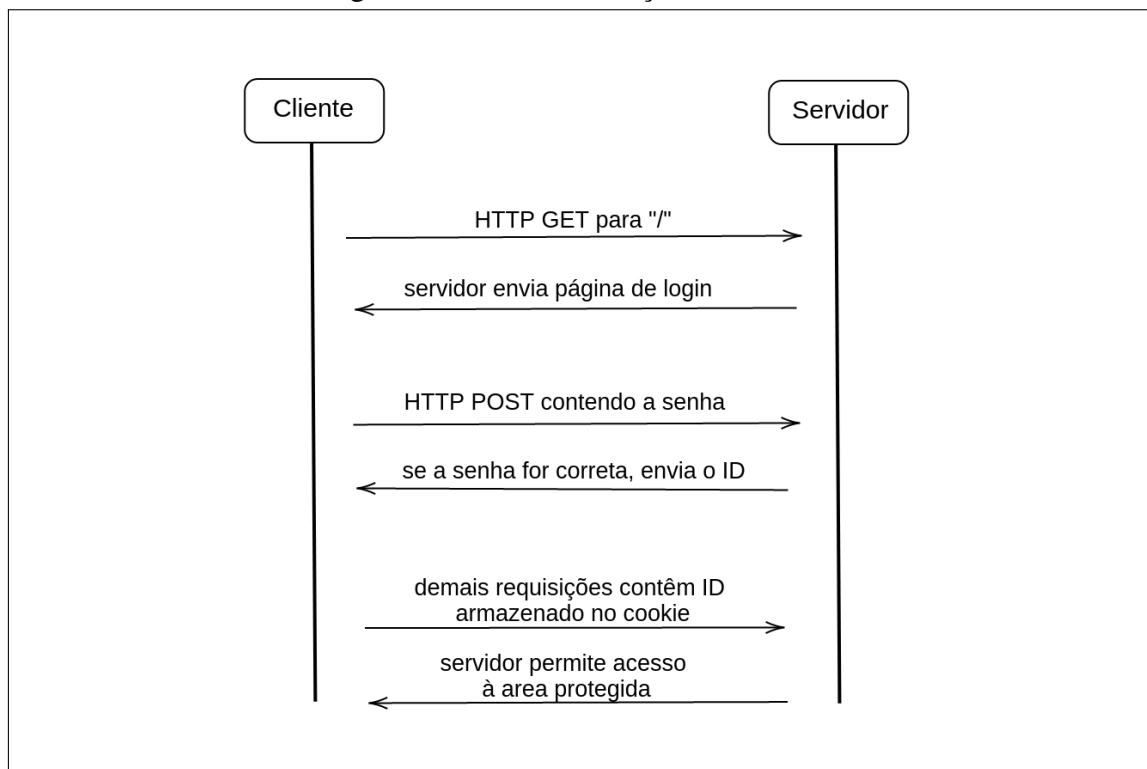 Cliente
Servidor
HTTP GET para "/"
servidor envia página de login
HTTP POST contendo a senha
se a senha for correta, envia o ID
demais requisições contêm ID
armazenado no cookie
servidor permite acesso
à area protegida